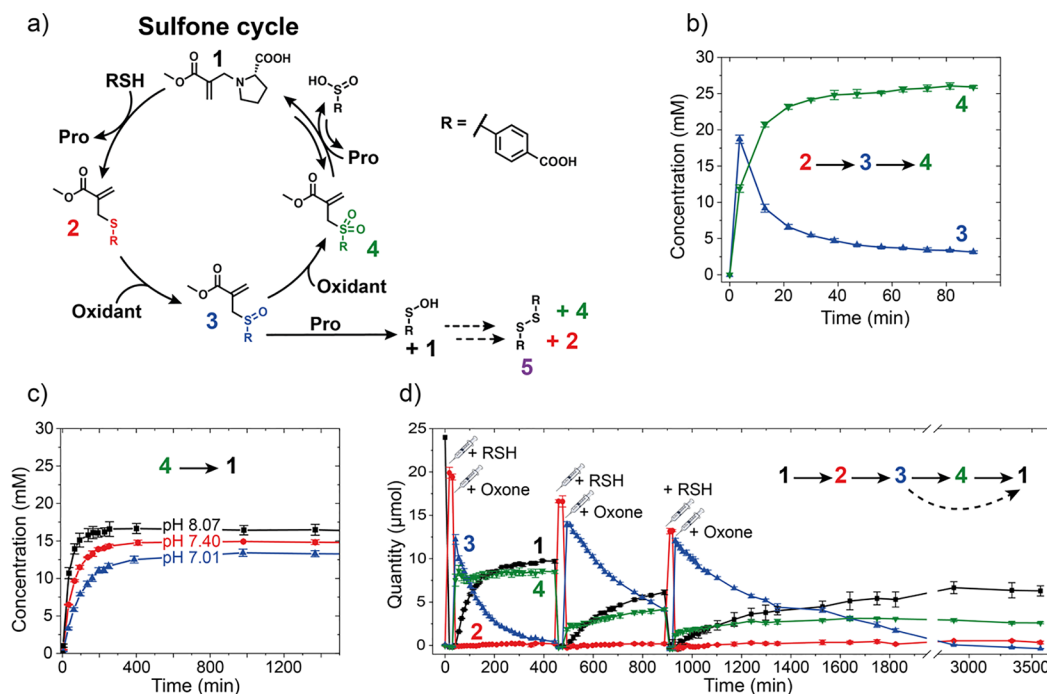 a)
Sulfone cycle
1
COOH
O
O
N
HO
S
O
R
RSH
Pro
Pro
R =
COOH
O
O
S
R
2
O
O
S
O
O
R
4
Oxidant
Oxidant
O
O
S
O
R
3
Pro
R
S
OH
+ 1
R
S
S
R
5
+ 4
+ 2
b)
Concentration (mM)
30
25
20
15
10
5
0
4
2 3 4
3
0 20 40 60 80 100
Time (min)
c)
Concentration (mM)
30
25
20
15
10
5
0
4 1
pH 8.07
pH 7.40
pH 7.01
0 400 800 1200
Time (min)
d)
Quantity (μmol)
30
25
20
15
10
5
0
+ RSH
+ Oxone
+ RSH
+ Oxone
+ RSH
+ Oxone
1 2 3 4 1
3
1
4
2
0 200 400 600 800 1000 1200 1400 1600 1800 3000 3500
Time (min)